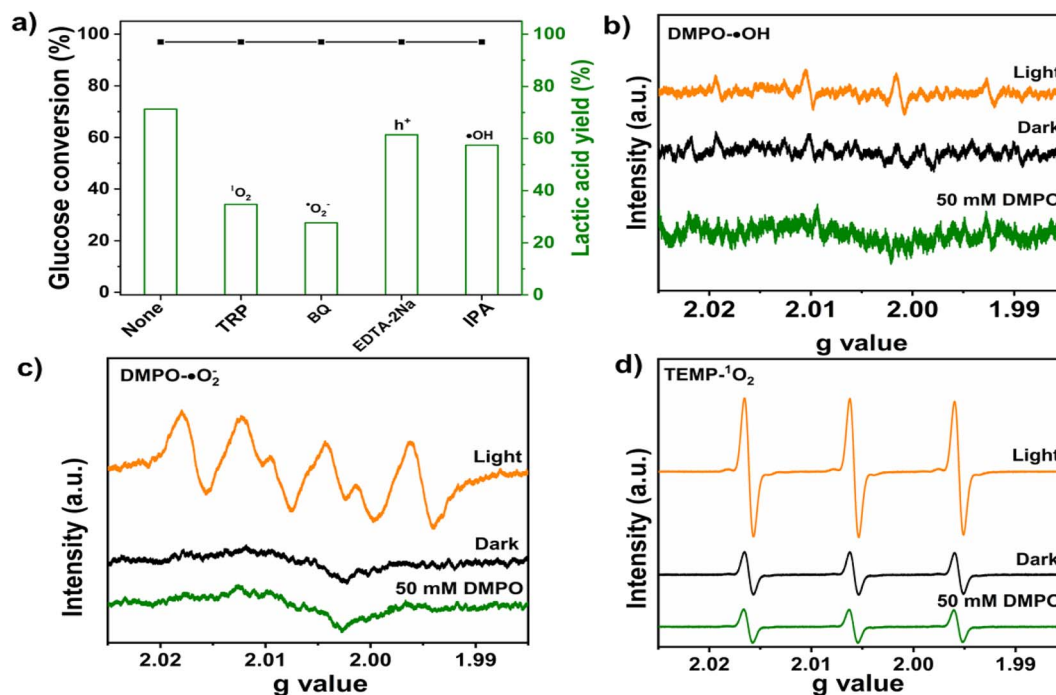 a)
Glucose conversion (%)
100
80
60
40
20
0
¹O₂
•O₂⁻
h⁺
•OH
None
TRP
BQ
EDTA-2Na
IPA
100
80
60
40
20
0
Lactic acid yield (%)
b)
DMPO-•OH
Light
Dark
50 mM DMPO
Intensity (a.u.)
2.02 2.01 2.00 1.99
g value
c)
DMPO-•O₂⁻
Light
Dark
50 mM DMPO
Intensity (a.u.)
2.02 2.01 2.00 1.99
g value
d)
TEMP-¹O₂
Light
Dark
50 mM DMPO
Intensity (a.u.)
2.02 2.01 2.00 1.99
g value